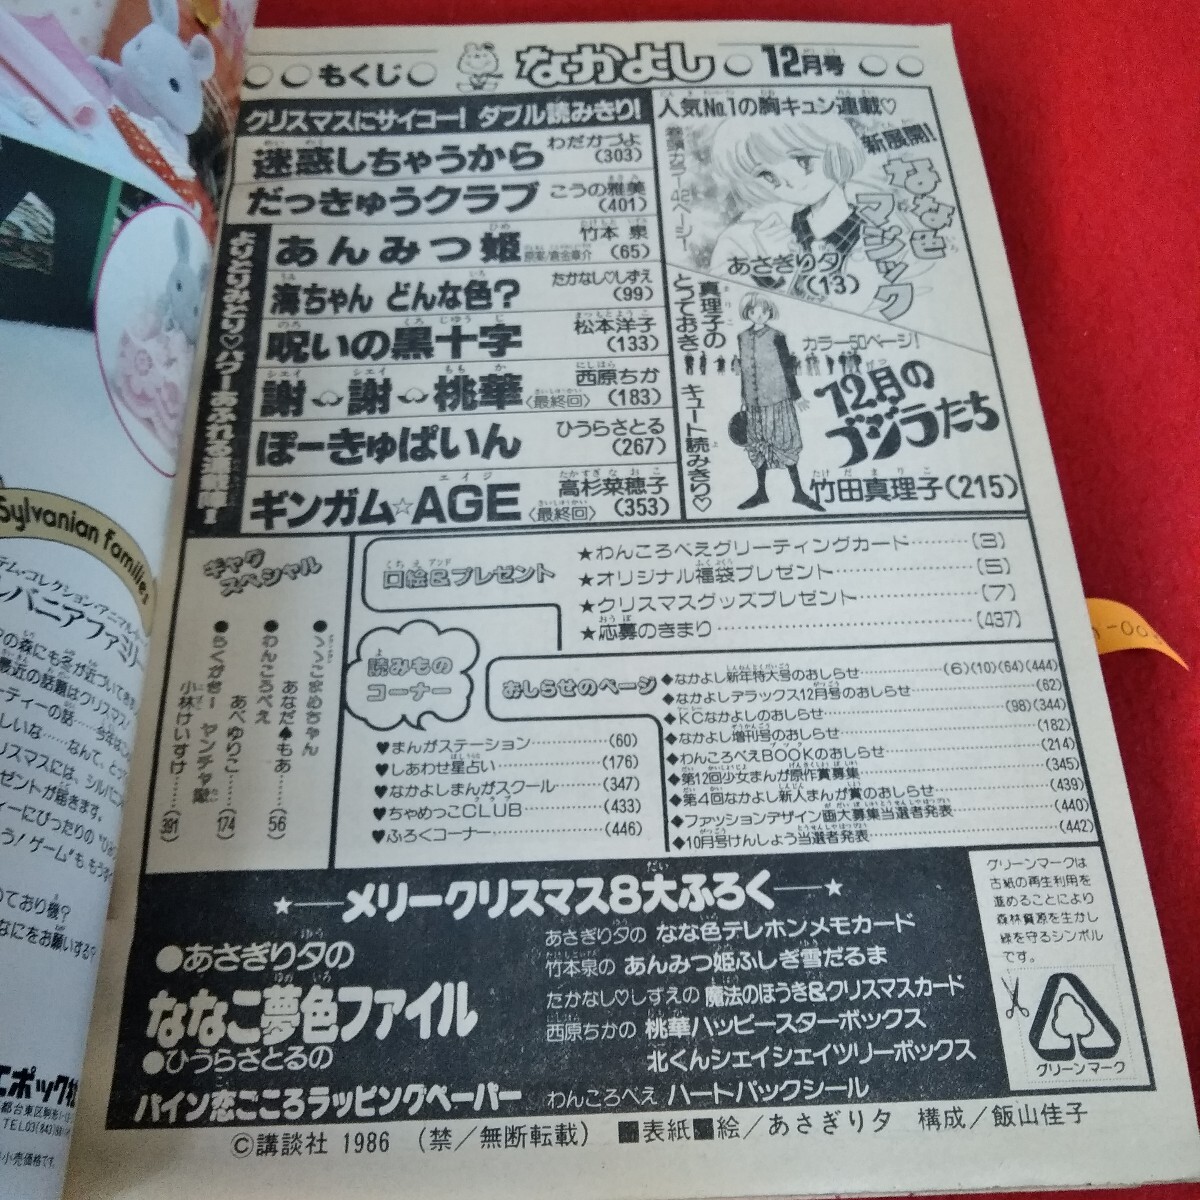 もくじ
なかよし
12月号
クリスマスにサイコー! ダブル読みきり!
迷惑しちゃうから
わだかづよ
(303)
だっきゅうクラブ
こうの雅美
(401)
よりどりみどり♡パワーあふれる連載陣!
あんみつ姫
竹本 泉
原案/倉金章介
(65)
海ちゃん どんな色?
たかなし♡しずえ
(99)
呪いの黒十字
松本洋子
(133)
謝謝桃華
〈最終回〉
西原ちか
(183)
ぽーきゅぱいん
ひうらさとる
(267)
ギンガム☆AGE
〈最終回〉
高杉菜穂子
(353)
人気No.1の胸キュン連載♡
巻頭カラー42ページ!
新展開!
なな色マジック
あさぎり夕
(13)
真理子のとっておき
キュート読みきり♡
カラー50ページ!
12月のゴジラたち
竹田真理子(215)
ギャグスペシャル
●ひこまめちゃん
あなだ♠もあ……(56)
●わんころべえ
あべゆりこ……(174)
●らくがき! ヤンチャ隊
小林けいすけ……(391)
口絵&プレゼント
★わんころべえグリーティングカード……(3)
★オリジナル福袋プレゼント……(5)
★クリスマスグッズプレゼント……(7)
★応募のきまり……(437)
読みものコーナー
♥まんがステーション……(60)
♥しあわせ星占い……(176)
♥なかよしまんがスクール……(347)
♥ちゃめっこCLUB……(433)
♥ふろくコーナー……(446)
おしらせのページ
◆なかよし新年特大号のおしらせ……(6)(10)(64)(444)
◆なかよしデラックス12月号のおしらせ……(62)
◆KCなかよしのおしらせ……(98)(344)
◆なかよし増刊号のおしらせ……(182)
◆わんころべえBOOKのおしらせ……(214)
◆第12回少女まんが原作賞募集……(345)
◆第4回なかよし新人まんが賞のおしらせ……(439)
◆ファッションデザイン画大募集当選者発表……(440)
◆10月号けんしょう当選者発表……(442)
★―メリークリスマス8大ふろく―★
●あさぎり夕の
ななこ夢色ファイル
●ひうらさとるの
パイン恋ごころラッピングペーパー
あさぎり夕の なな色テレホンメモカード
竹本泉の あんみつ姫ふしぎ雪だるま
たかなし♡しずえの 魔法のほうき&クリスマスカード
西原ちかの 桃華ハッピースターボックス
北くんシェイシェイツリーボックス
わんころべえ ハートパックシール
グリーンマークは
古紙の再生利用を
進めることにより
森林資源を生かし
緑を守るシンボル
です。
グリーンマーク
©講談社 1986 (禁/無断転載) ■表紙■絵/あさぎり夕 構成/飯山佳子
Sylvanian families